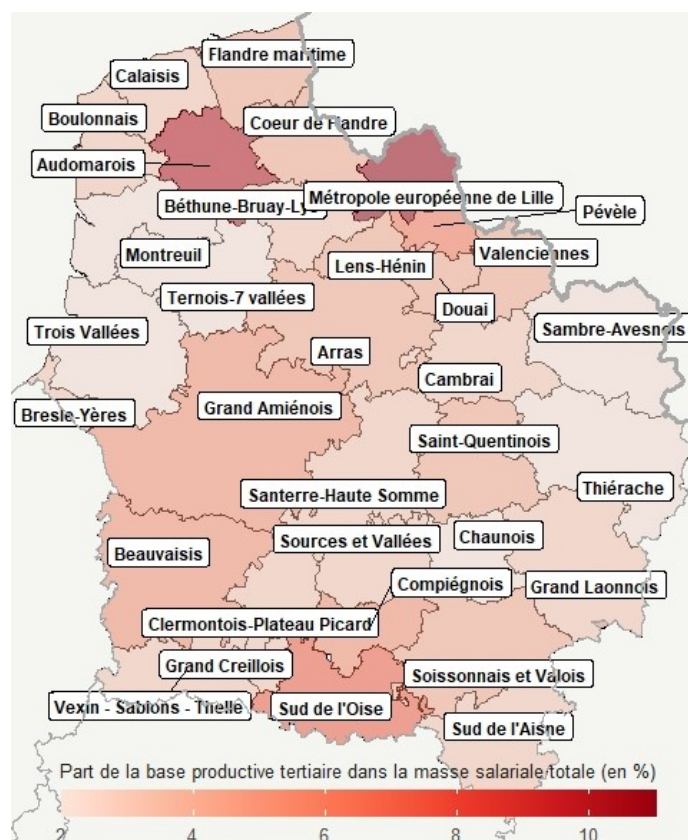 Flandre maritime
Calaisis
Boulonnais
Coeur de Flandre
Audomarois
Métropole européenne de Lille
Béthune-Bruay-Lys
Pévèle
Montreuil
Lens-Hénin
Valenciennes
Ternois-7 vallées
Douai
Trois Vallées
Sambre-Avesnois
Arras
Cambrai
Bresle-Yères
Grand Amiénois
Saint-Quentinois
Santerre-Haute Somme
Thiérache
Sources et Vallées
Chaunois
Beauvaisis
Compiégnois
Grand Laonnois
Clermontois-Plateau Picard
Grand Creillois
Soissonnais et Valois
Vexin - Sablons - Thelle
Sud de l'Oise
Sud de l'Aisne
Part de la base productive tertiaire dans la masse salariale totale (en %)
2 4 6 8 10